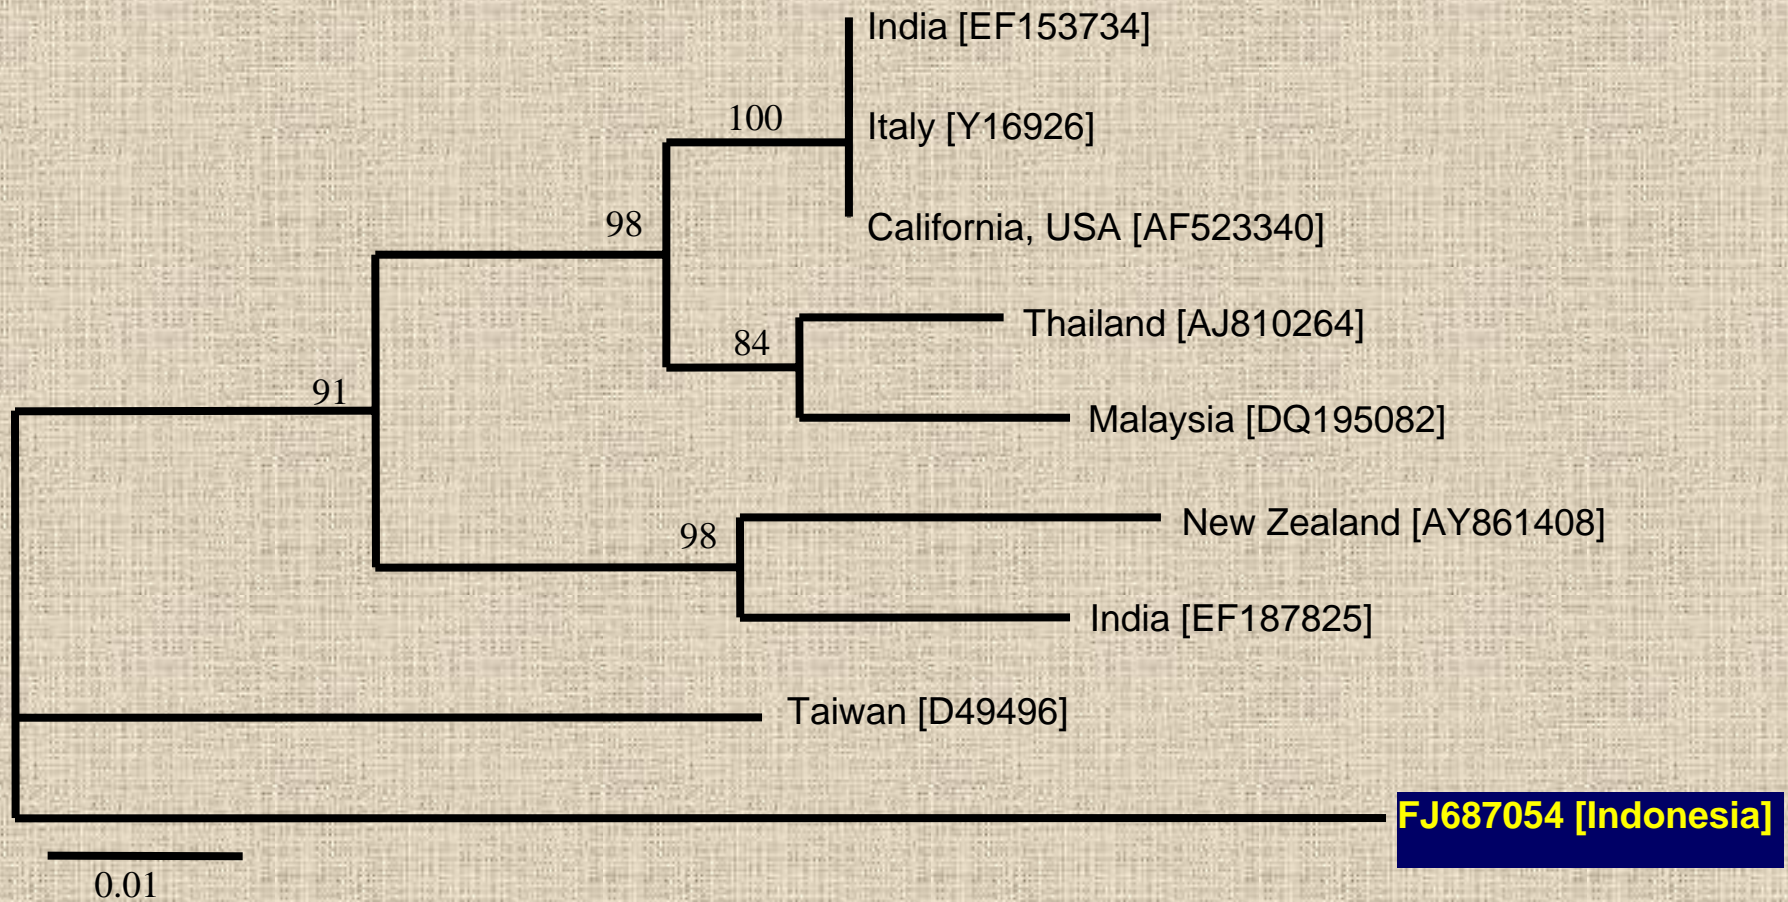 India [EF153734]
100
Italy [Y16926]
98
California, USA [AF523340]
Thailand [AJ810264]
84
91
Malaysia [DQ195082]
98
New Zealand [AY861408]
India [EF187825]
Taiwan [D49496]
FJ687054 [Indonesia]
0.01